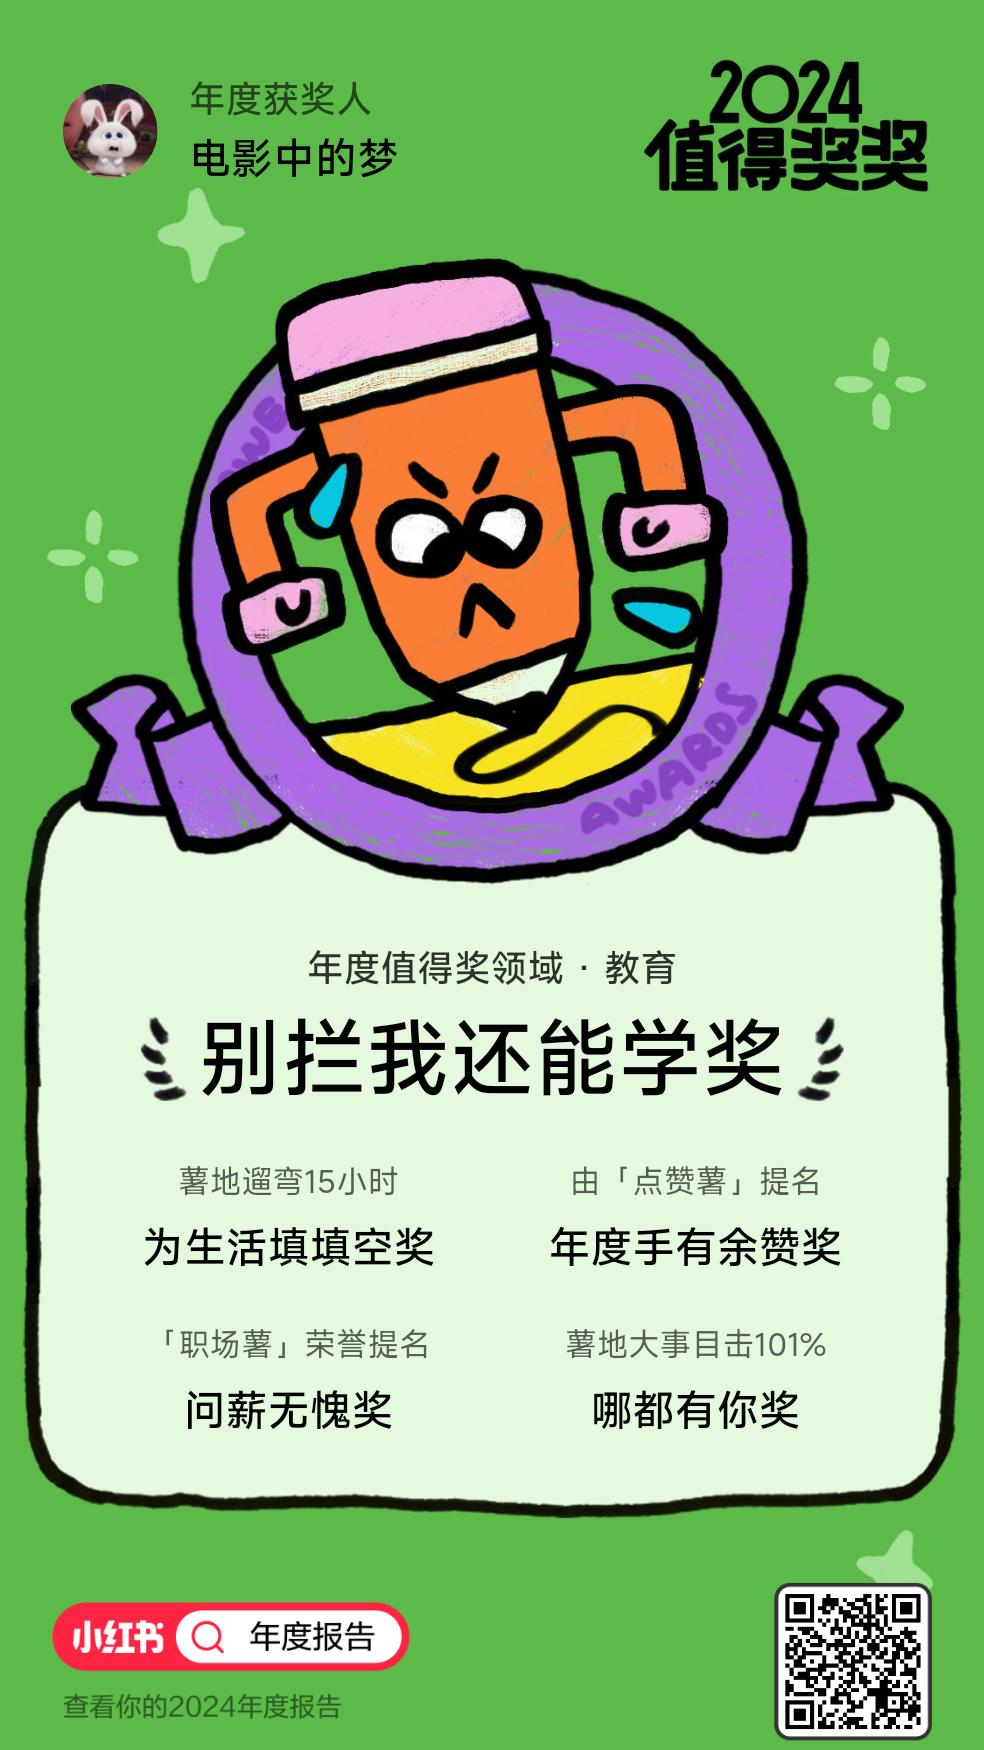 年度获奖人
电影中的梦
2024
值得奖奖
AWE
AWARDS
年度值得奖领域 · 教育
别拦我还能学奖
薯地遛弯15小时
为生活填填空奖
由「点赞薯」提名
年度手有余赞奖
「职场薯」荣誉提名
问薪无愧奖
薯地大事目击101%
哪都有你奖
小红书 年度报告
查看你的2024年度报告